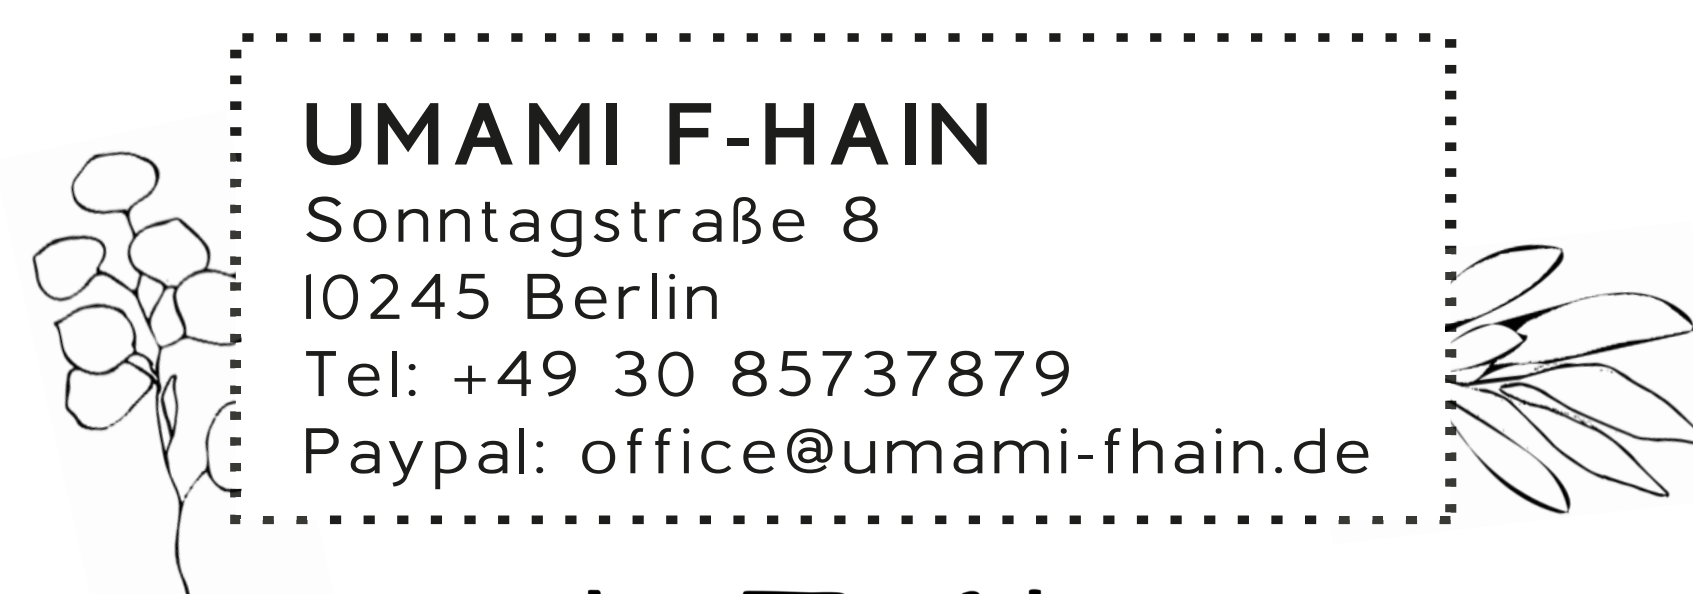 UMAMI F-HAIN
Sonntagstraße 8
10245 Berlin
Tel: +49 30 85737879
Paypal: office@umami-fhain.de